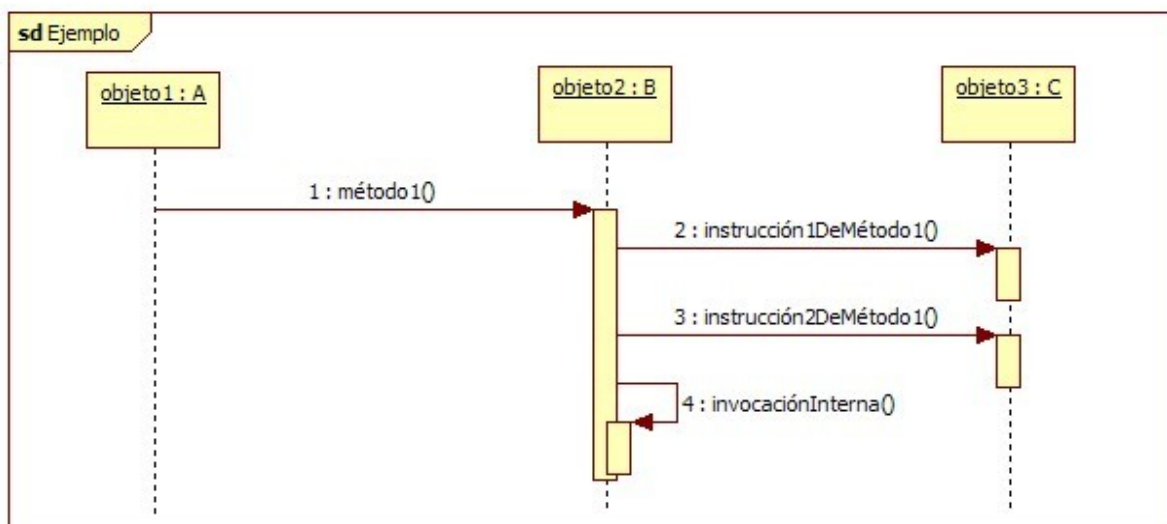 sd Ejemplo
objeto1 : A
objeto2 : B
objeto3 : C
1 : método1()
2 : instrucción1DeMétodo1()
3 : instrucción2DeMétodo1()
4 : invocaciónInterna()